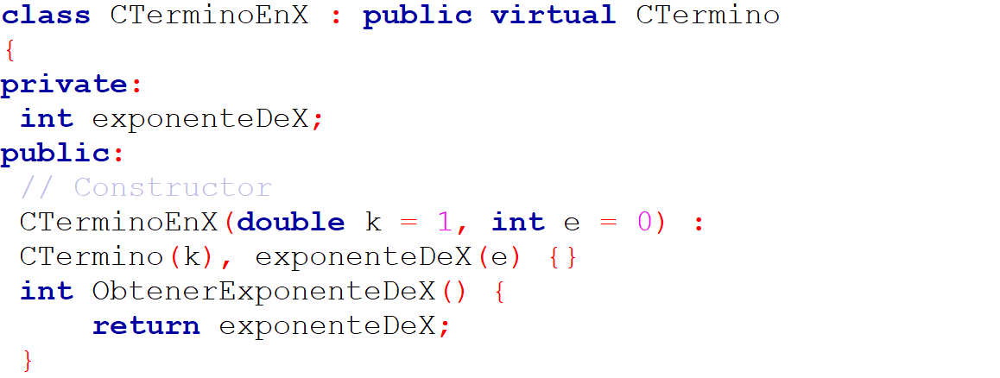 class CTerminoEnX : public virtual CTermino
{
private:
 int exponenteDeX;
public:
 // Constructor
 CTerminoEnX(double k = 1, int e = 0) :
 CTermino(k), exponenteDeX(e) {}
 int ObtenerExponenteDeX() {
     return exponenteDeX;
 }